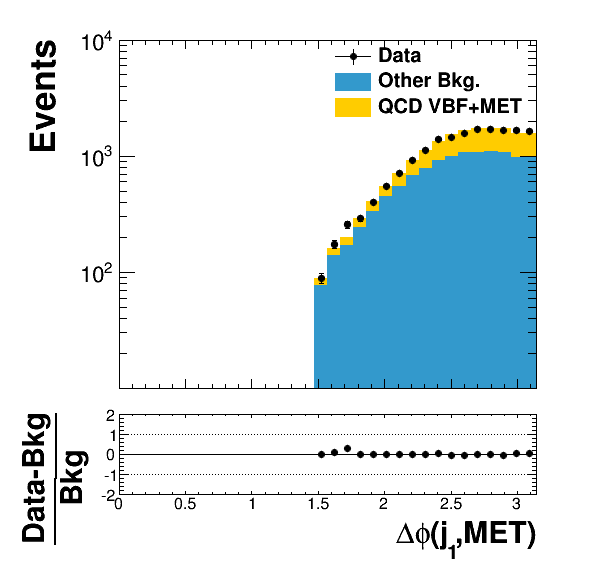 Events
10^4
10^3
10^2
Data
Other Bkg.
QCD VBF+MET
Data-Bkg
Bkg
2
1
0
-1
-2
0 0.5 1 1.5 2 2.5 3
Δϕ(j_1,MET)